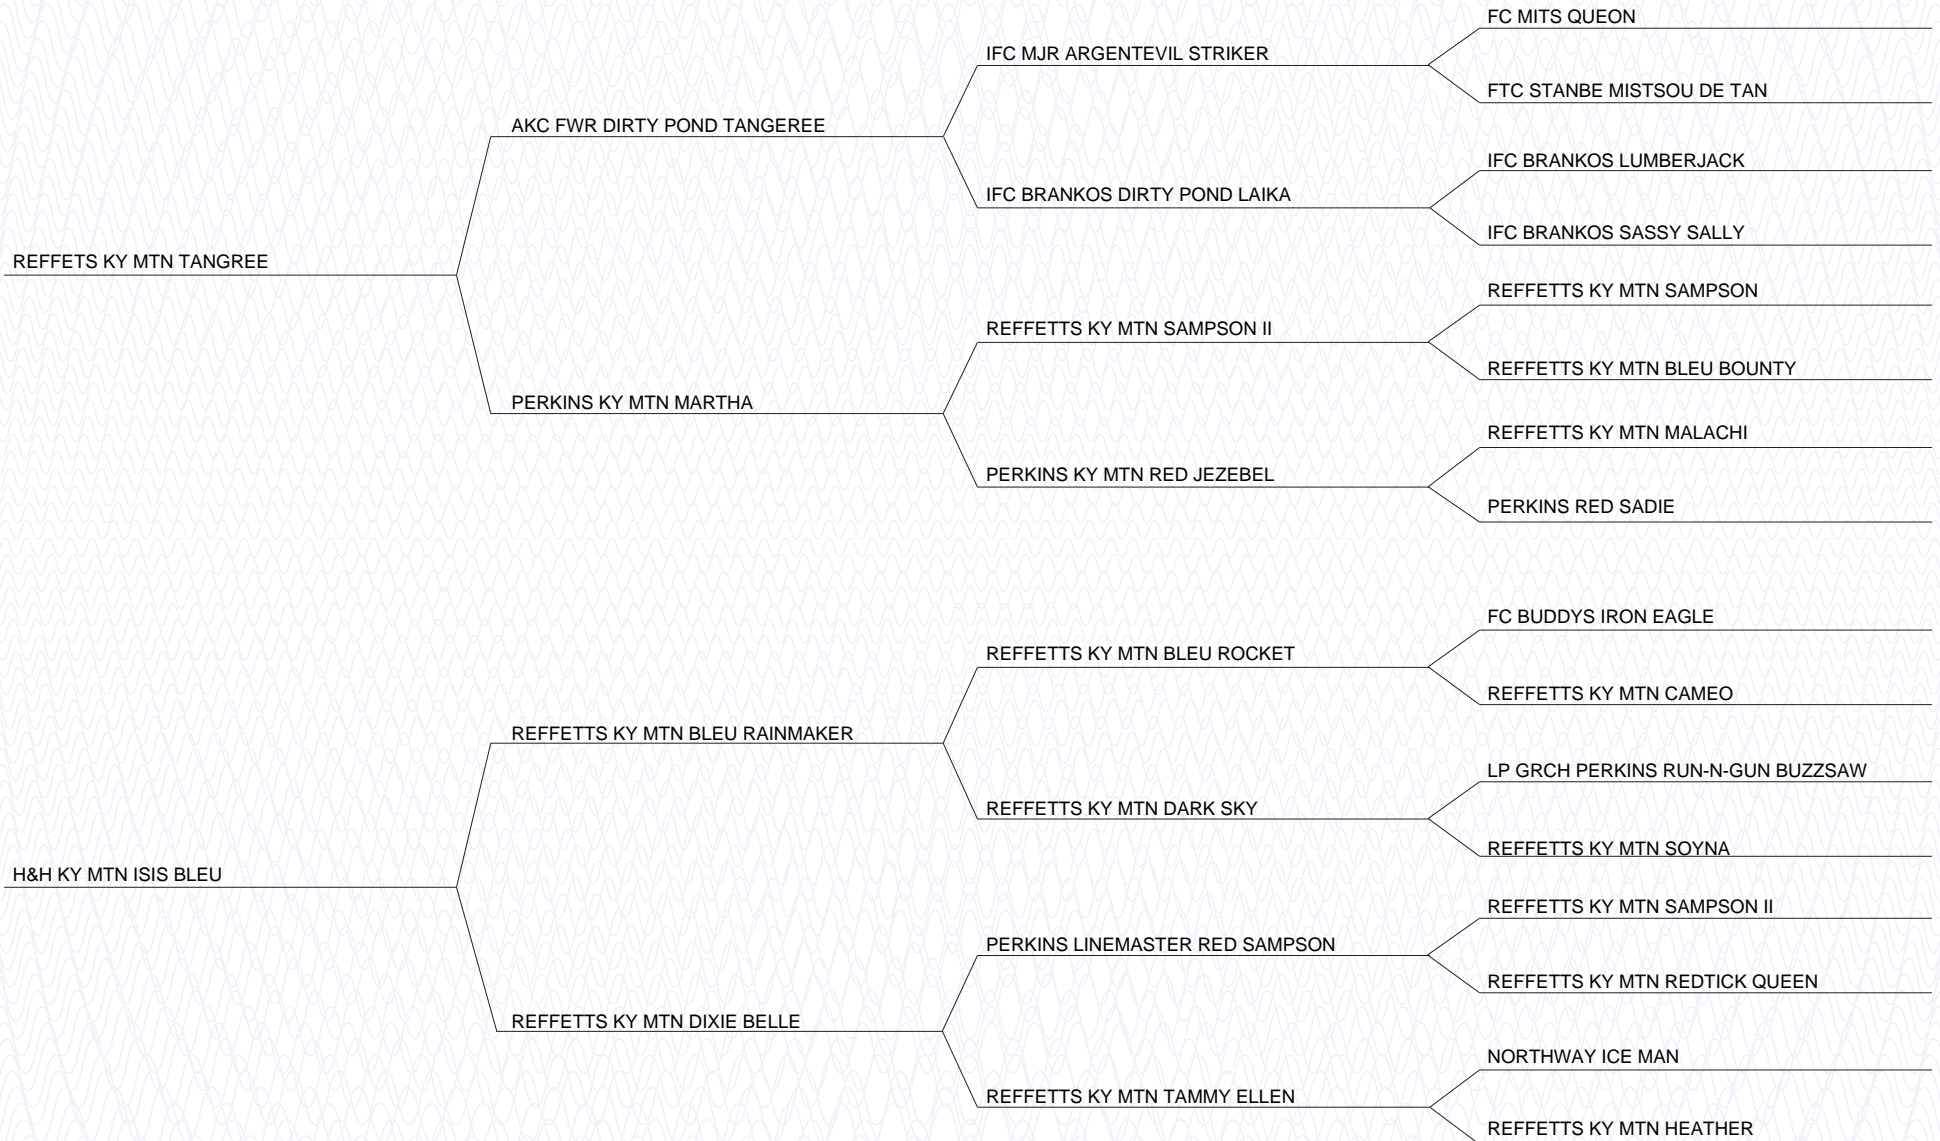 FC MITS QUEON
IFC MJR ARGENTEVIL STRIKER
FTC STANBE MISTSOU DE TAN
AKC FWR DIRTY POND TANGEREE
IFC BRANKOS LUMBERJACK
IFC BRANKOS DIRTY POND LAIKA
IFC BRANKOS SASSY SALLY
REFFETS KY MTN TANGREE
REFFETTS KY MTN SAMPSON
REFFETTS KY MTN SAMPSON II
REFFETTS KY MTN BLEU BOUNTY
PERKINS KY MTN MARTHA
REFFETTS KY MTN MALACHI
PERKINS KY MTN RED JEZEBEL
PERKINS RED SADIE
FC BUDDYS IRON EAGLE
REFFETTS KY MTN BLEU ROCKET
REFFETTS KY MTN CAMEO
REFFETTS KY MTN BLEU RAINMAKER
LP GRCH PERKINS RUN-N-GUN BUZZSAW
REFFETTS KY MTN DARK SKY
REFFETTS KY MTN SOYNA
H&H KY MTN ISIS BLEU
REFFETTS KY MTN SAMPSON II
PERKINS LINEMASTER RED SAMPSON
REFFETTS KY MTN REDTICK QUEEN
REFFETTS KY MTN DIXIE BELLE
NORTHWAY ICE MAN
REFFETTS KY MTN TAMMY ELLEN
REFFETTS KY MTN HEATHER